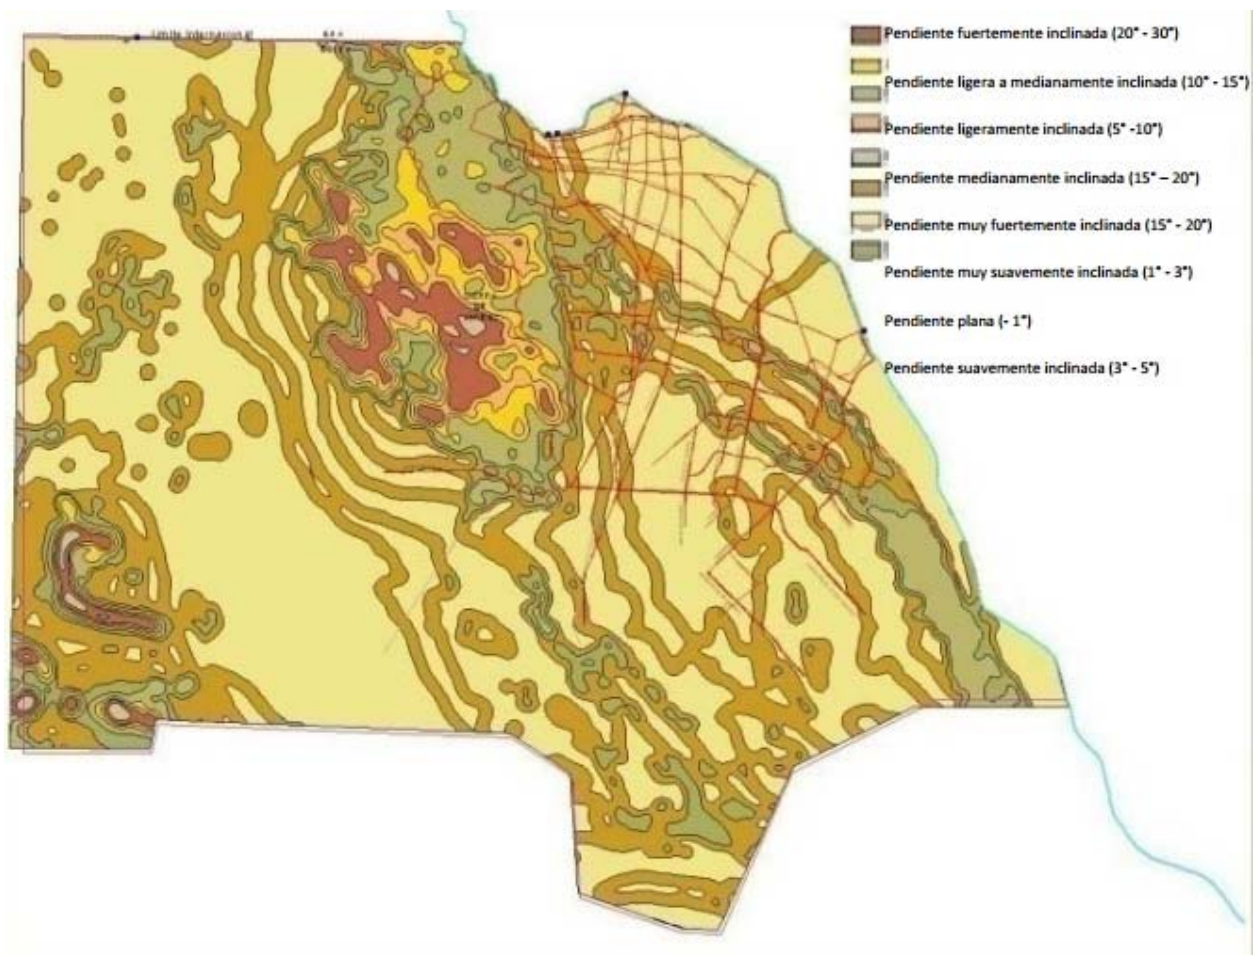 Limite Internacional
Pendiente fuertemente inclinada (20° - 30°)
Pendiente ligera a medianamente inclinada (10° - 15°)
Pendiente ligeramente inclinada (5° -10°)
Pendiente medianamente inclinada (15° – 20°)
Pendiente muy fuertemente inclinada (15° - 20°)
Pendiente muy suavemente inclinada (1° - 3°)
Pendiente plana (- 1°)
Pendiente suavemente inclinada (3° - 5°)